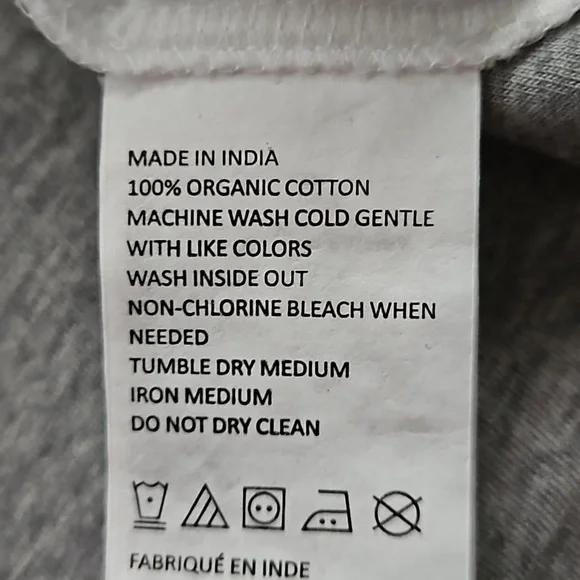 MADE IN INDIA
100% ORGANIC COTTON
MACHINE WASH COLD GENTLE
WITH LIKE COLORS
WASH INSIDE OUT
NON-CHLORINE BLEACH WHEN
NEEDED
TUMBLE DRY MEDIUM
IRON MEDIUM
DO NOT DRY CLEAN
FABRIQUÉ EN INDE